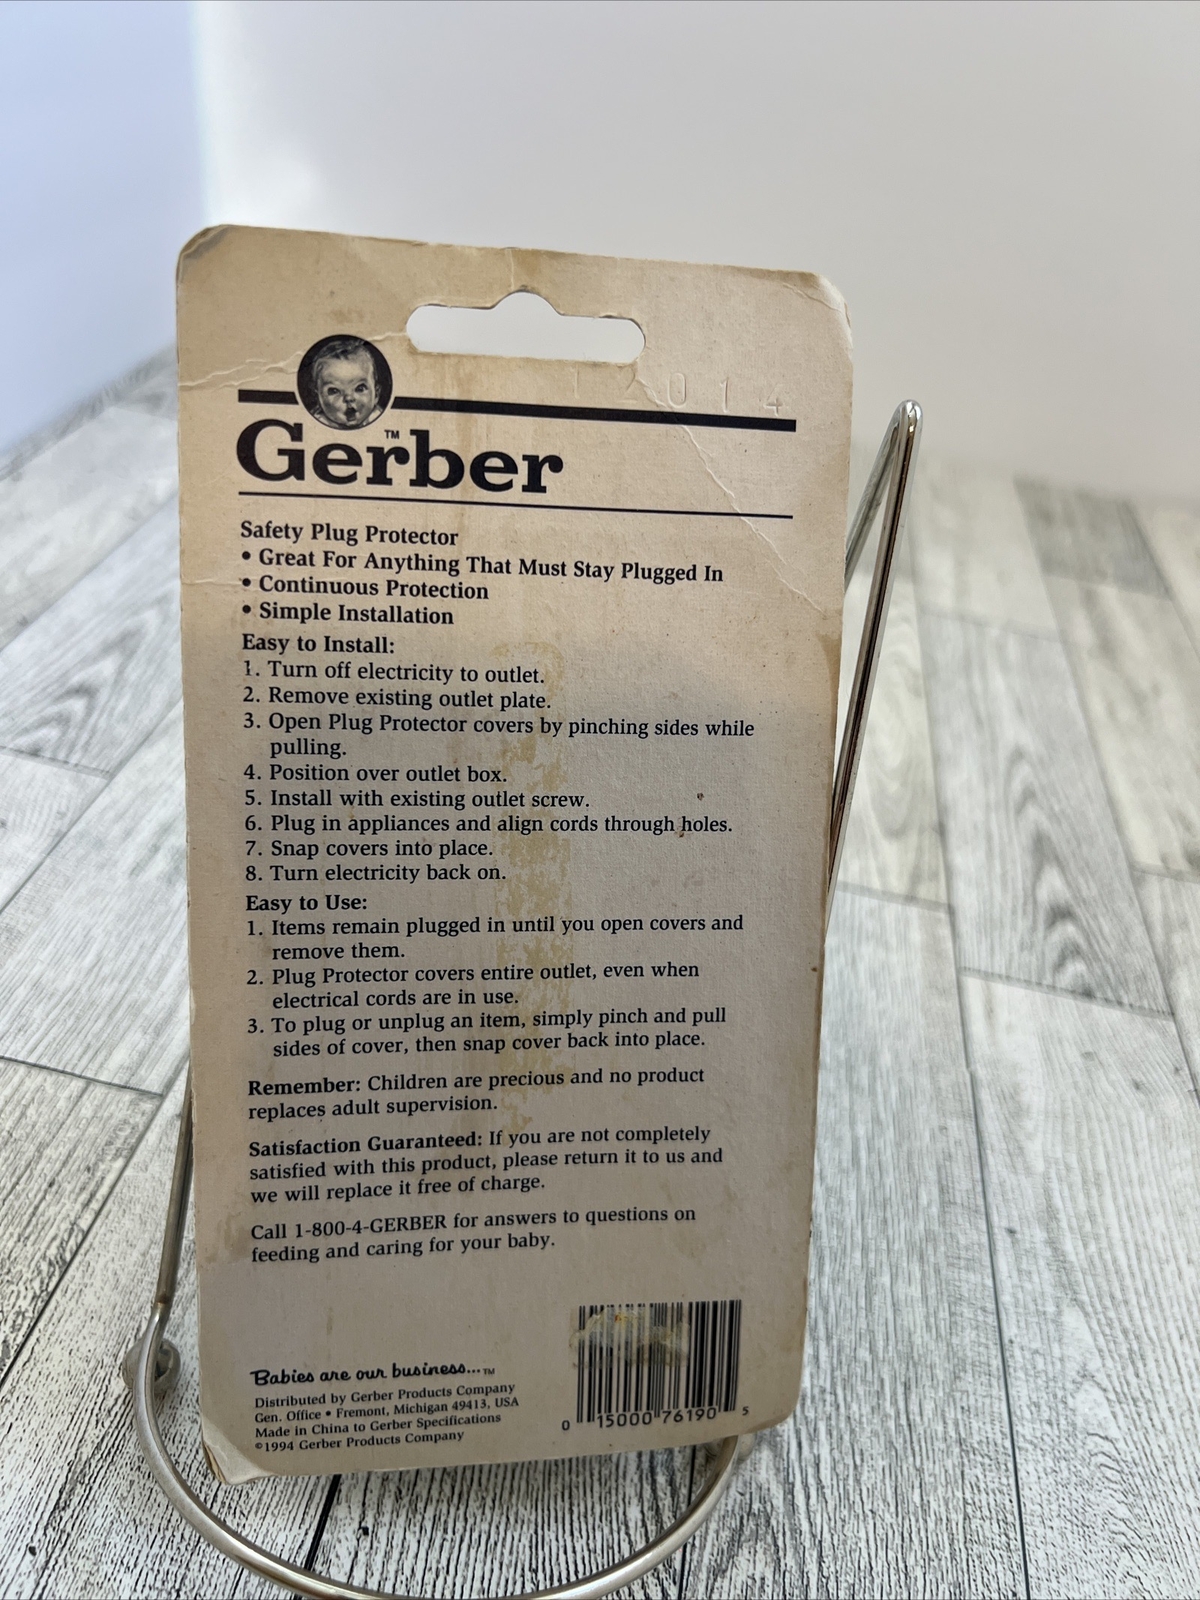 12014
Gerber™
Safety Plug Protector
• Great For Anything That Must Stay Plugged In
• Continuous Protection
• Simple Installation
Easy to Install:
1. Turn off electricity to outlet.
2. Remove existing outlet plate.
3. Open Plug Protector covers by pinching sides while
pulling.
4. Position over outlet box.
5. Install with existing outlet screw.
6. Plug in appliances and align cords through holes.
7. Snap covers into place.
8. Turn electricity back on.
Easy to Use:
1. Items remain plugged in until you open covers and
remove them.
2. Plug Protector covers entire outlet, even when
electrical cords are in use.
3. To plug or unplug an item, simply pinch and pull
sides of cover, then snap cover back into place.
Remember: Children are precious and no product
replaces adult supervision.
Satisfaction Guaranteed: If you are not completely
satisfied with this product, please return it to us and
we will replace it free of charge.
Call 1-800-4-GERBER for answers to questions on
feeding and caring for your baby.
Babies are our business...™
Distributed by Gerber Products Company
Gen. Office • Fremont, Michigan 49413, USA
Made in China to Gerber Specifications
©1994 Gerber Products Company
0 15000 76190 5